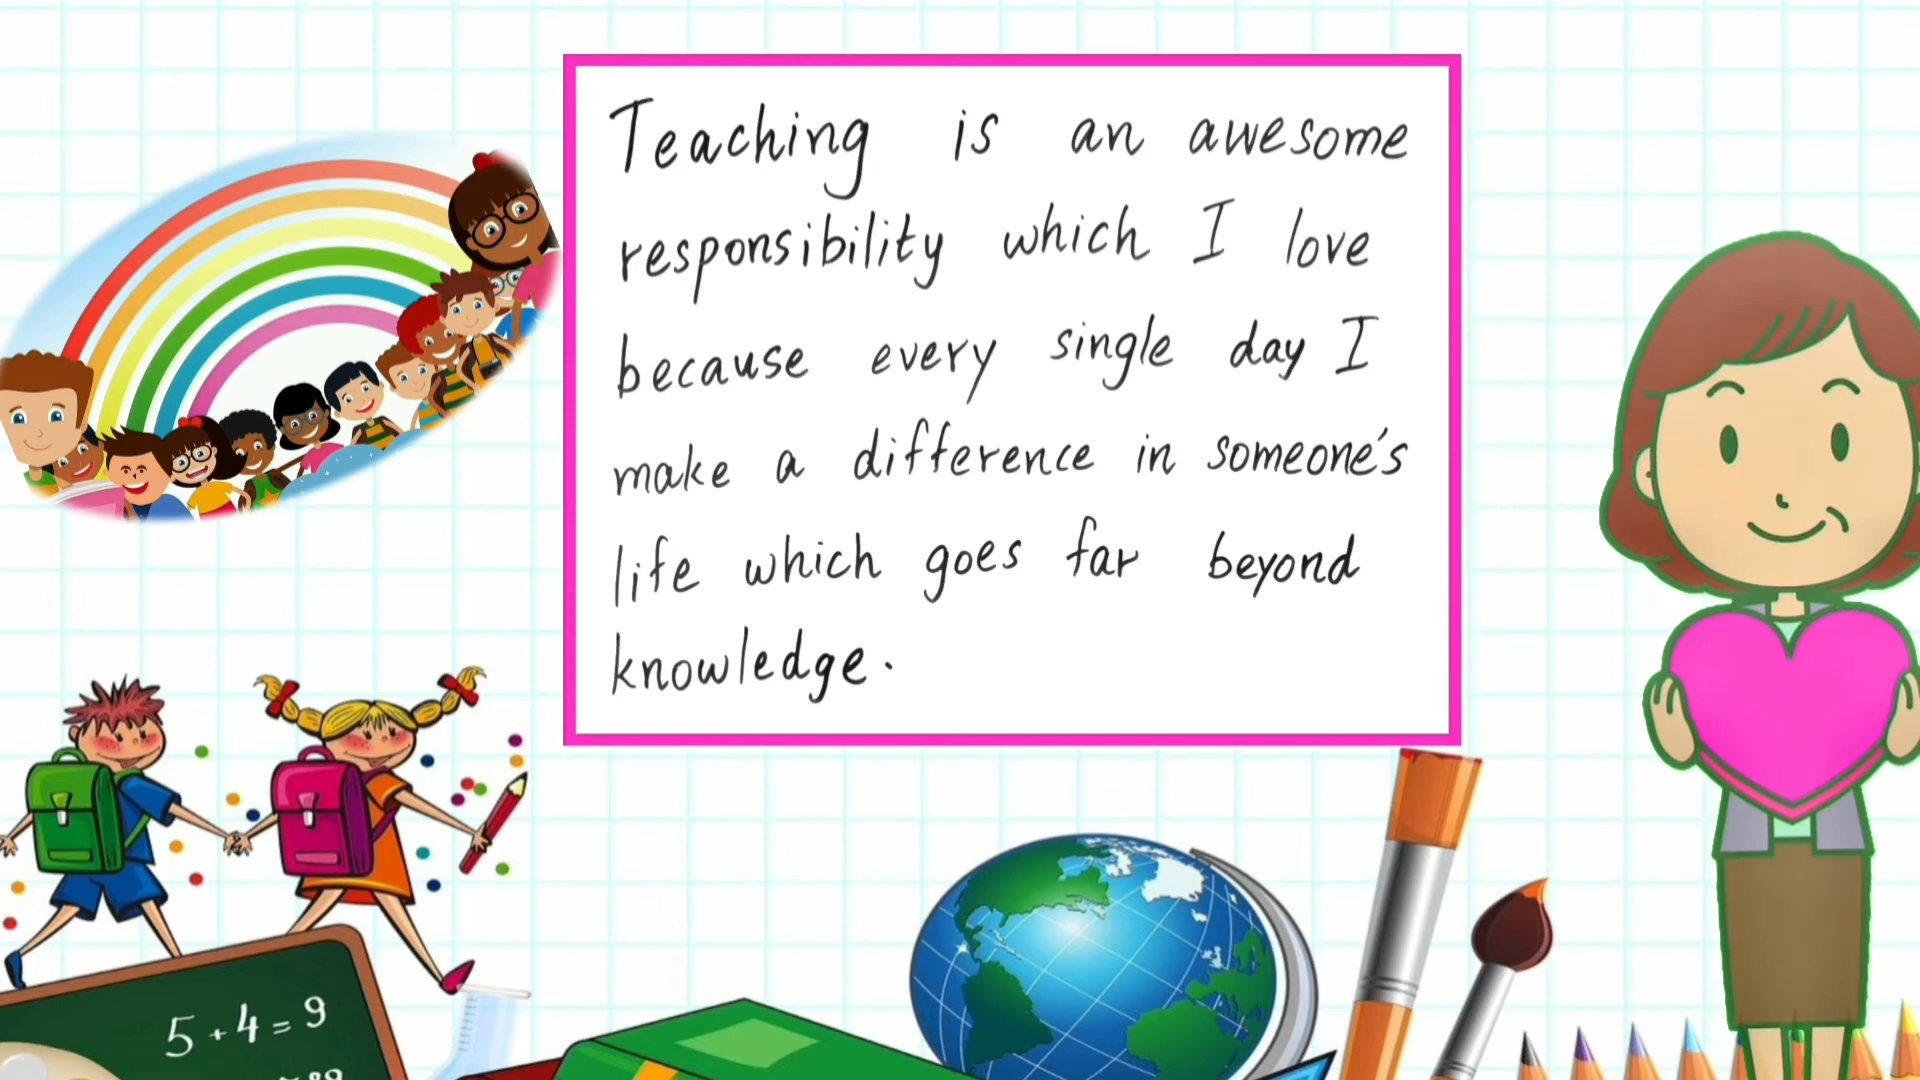 Teaching is an awesome
responsibility which I love
because every single day I
make a difference in someone's
life which goes far beyond
knowledge.
5+4=9